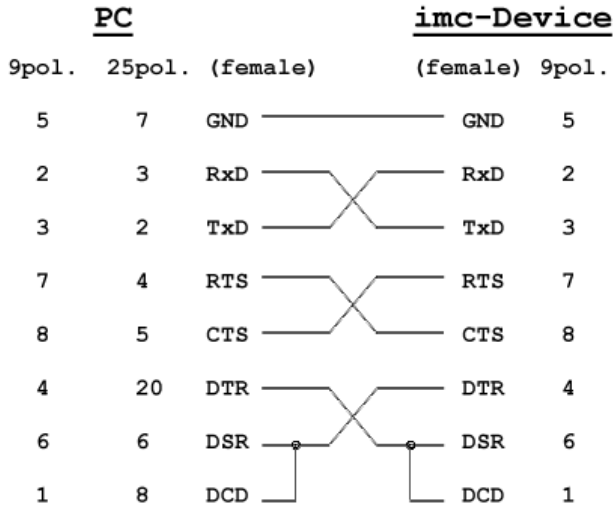 PC imc-Device
9pol. 25pol. (female) (female) 9pol.
5 7 GND GND 5
2 3 RxD RxD 2
3 2 TxD TxD 3
7 4 RTS RTS 7
8 5 CTS CTS 8
4 20 DTR DTR 4
6 6 DSR DSR 6
1 8 DCD DCD 1